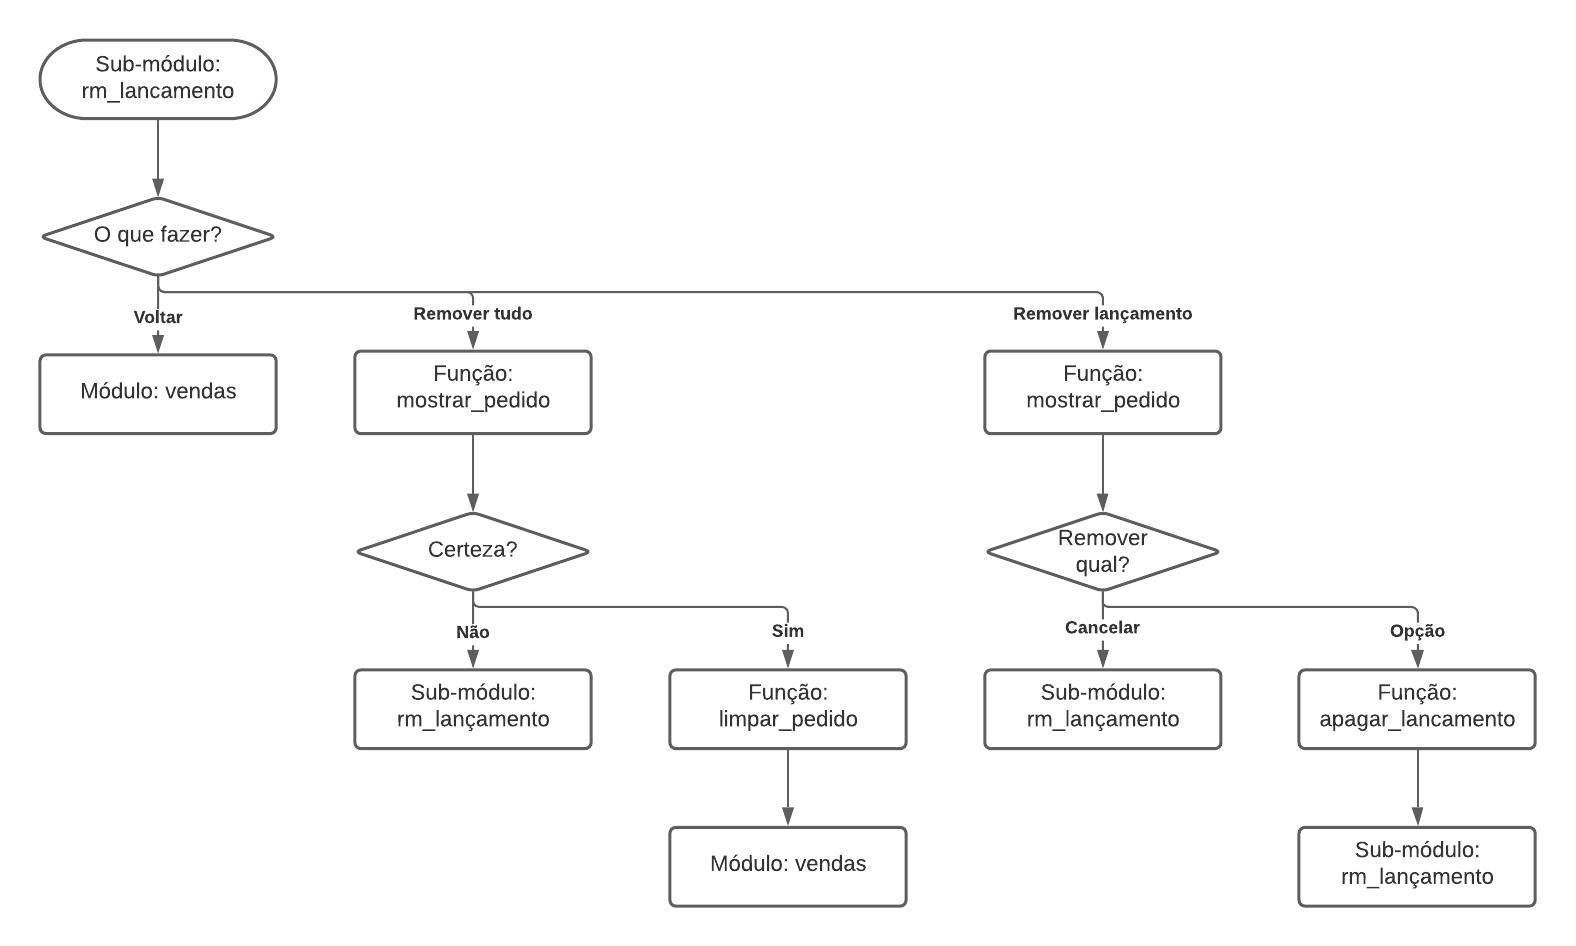 Sub-módulo:
rm_lancamento
O que fazer?
Voltar
Remover tudo
Remover lançamento
Módulo: vendas
Função:
mostrar_pedido
Função:
mostrar_pedido
Certeza?
Remover
qual?
Não
Sim
Cancelar
Opção
Sub-módulo:
rm_lançamento
Função:
limpar_pedido
Sub-módulo:
rm_lançamento
Função:
apagar_lancamento
Módulo: vendas
Sub-módulo:
rm_lançamento